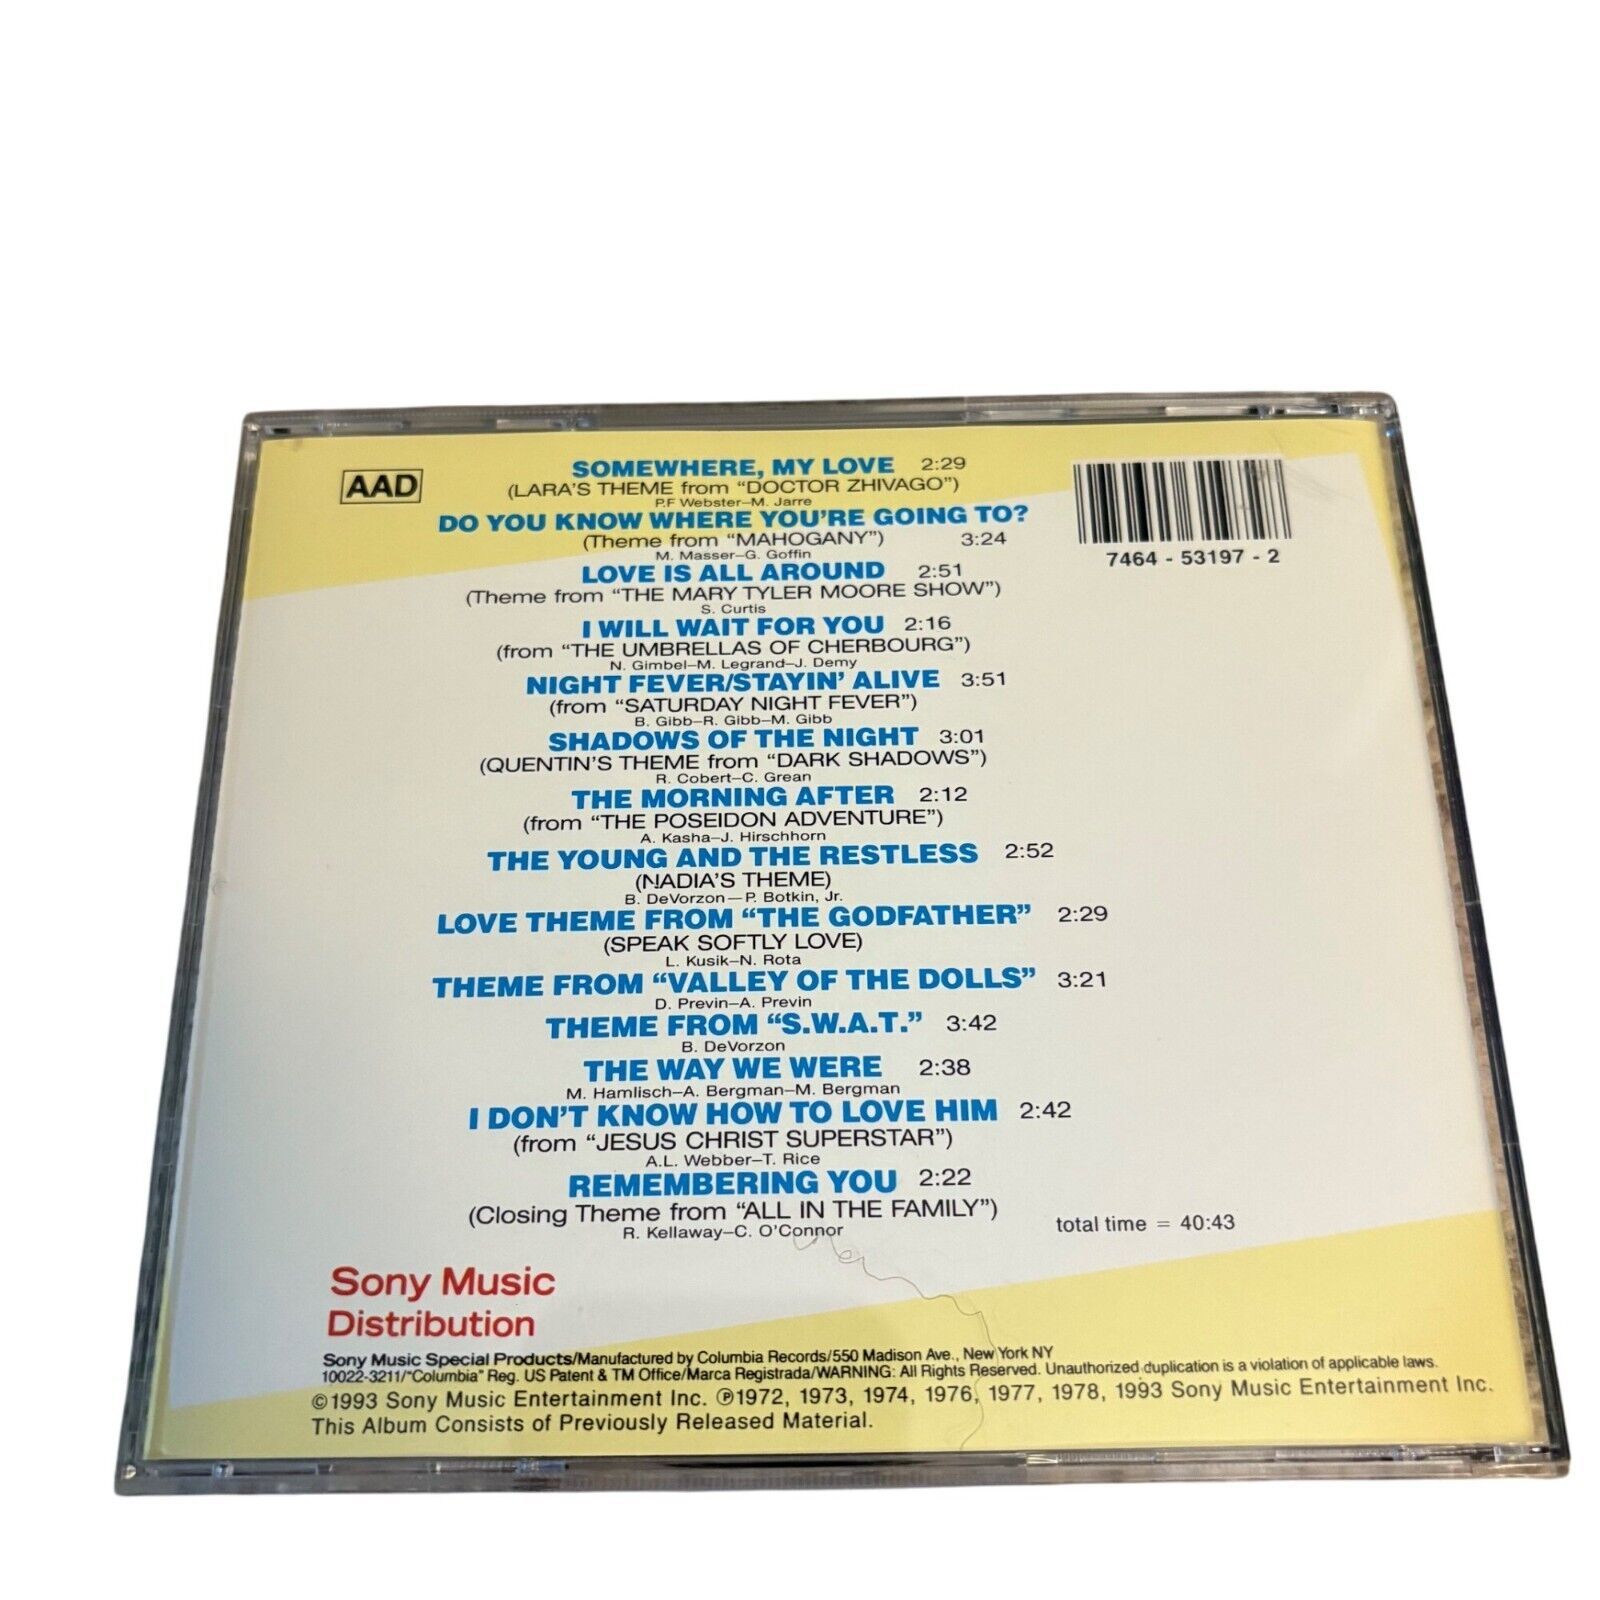 AAD
SOMEWHERE, MY LOVE 2:29
(LARA'S THEME from "DOCTOR ZHIVAGO")
P.F Webster–M. Jarre
DO YOU KNOW WHERE YOU'RE GOING TO?
(Theme from "MAHOGANY") 3:24
M. Masser–G. Goffin
LOVE IS ALL AROUND 2:51
(Theme from "THE MARY TYLER MOORE SHOW")
S. Curtis
I WILL WAIT FOR YOU 2:16
(from "THE UMBRELLAS OF CHERBOURG")
N. Gimbel–M. Legrand–J. Demy
NIGHT FEVER/STAYIN' ALIVE 3:51
(from "SATURDAY NIGHT FEVER")
B. Gibb–R. Gibb–M. Gibb
SHADOWS OF THE NIGHT 3:01
(QUENTIN'S THEME from "DARK SHADOWS")
R. Cobert–C. Grean
THE MORNING AFTER 2:12
(from "THE POSEIDON ADVENTURE")
A. Kasha–J. Hirschhorn
THE YOUNG AND THE RESTLESS 2:52
(NADIA'S THEME)
B. DeVorzon–P. Botkin, Jr.
LOVE THEME FROM "THE GODFATHER" 2:29
(SPEAK SOFTLY LOVE)
L. Kusik–N. Rota
THEME FROM "VALLEY OF THE DOLLS" 3:21
D. Previn–A. Previn
THEME FROM "S.W.A.T." 3:42
B. DeVorzon
THE WAY WE WERE 2:38
M. Hamlisch–A. Bergman–M. Bergman
I DON'T KNOW HOW TO LOVE HIM 2:42
(from "JESUS CHRIST SUPERSTAR")
A.L. Webber–T. Rice
REMEMBERING YOU 2:22
(Closing Theme from "ALL IN THE FAMILY")
R. Kellaway–C. O'Connor
7464 - 53197 - 2
total time = 40:43
Sony Music
Distribution
Sony Music Special Products/Manufactured by Columbia Records/550 Madison Ave., New York NY
10022-3211/"Columbia" Reg. US Patent & TM Office/Marca Registrada/WARNING: All Rights Reserved. Unauthorized duplication is a violation of applicable laws.
©1993 Sony Music Entertainment Inc. ℗1972, 1973, 1974, 1976, 1977, 1978, 1993 Sony Music Entertainment Inc.
This Album Consists of Previously Released Material.